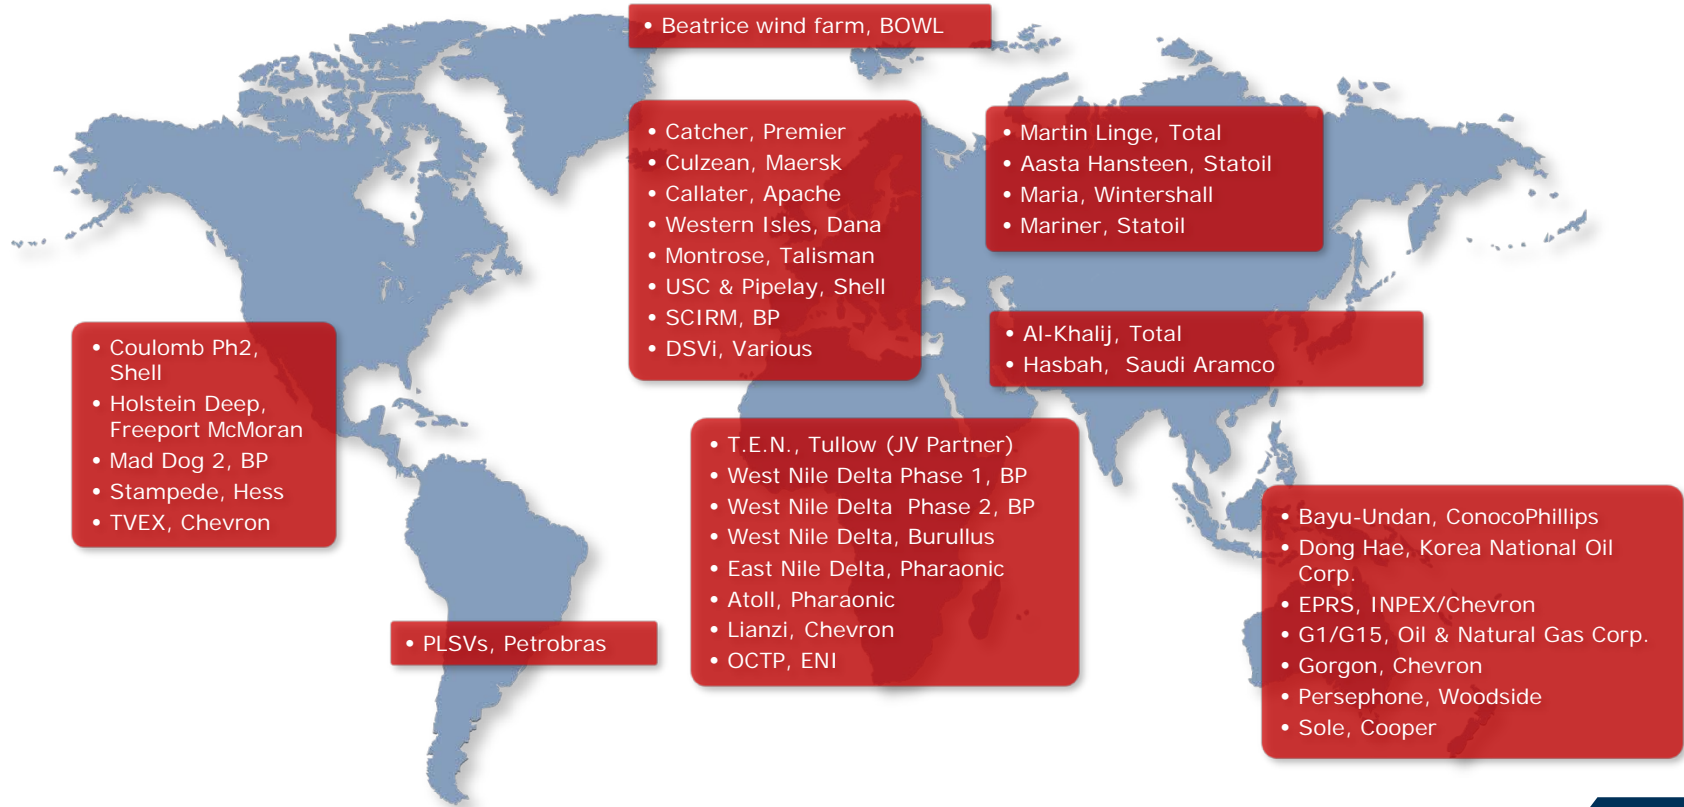 • Beatrice wind farm, BOWL
• Catcher, Premier
• Culzean, Maersk
• Callater, Apache
• Western Isles, Dana
• Montrose, Talisman
• USC & Pipelay, Shell
• SCIRM, BP
• DSVi, Various
• Martin Linge, Total
• Aasta Hansteen, Statoil
• Maria, Wintershall
• Mariner, Statoil
• Al-Khalij, Total
• Hasbah, Saudi Aramco
• Coulomb Ph2,
Shell
• Holstein Deep,
Freeport McMoran
• Mad Dog 2, BP
• Stampede, Hess
• TVEX, Chevron
• T.E.N., Tullow (JV Partner)
• West Nile Delta Phase 1, BP
• West Nile Delta Phase 2, BP
• West Nile Delta, Burullus
• East Nile Delta, Pharaonic
• Atoll, Pharaonic
• Lianzi, Chevron
• OCTP, ENI
• PLSVs, Petrobras
• Bayu-Undan, ConocoPhillips
• Dong Hae, Korea National Oil
Corp.
• EPRS, INPEX/Chevron
• G1/G15, Oil & Natural Gas Corp.
• Gorgon, Chevron
• Persephone, Woodside
• Sole, Cooper